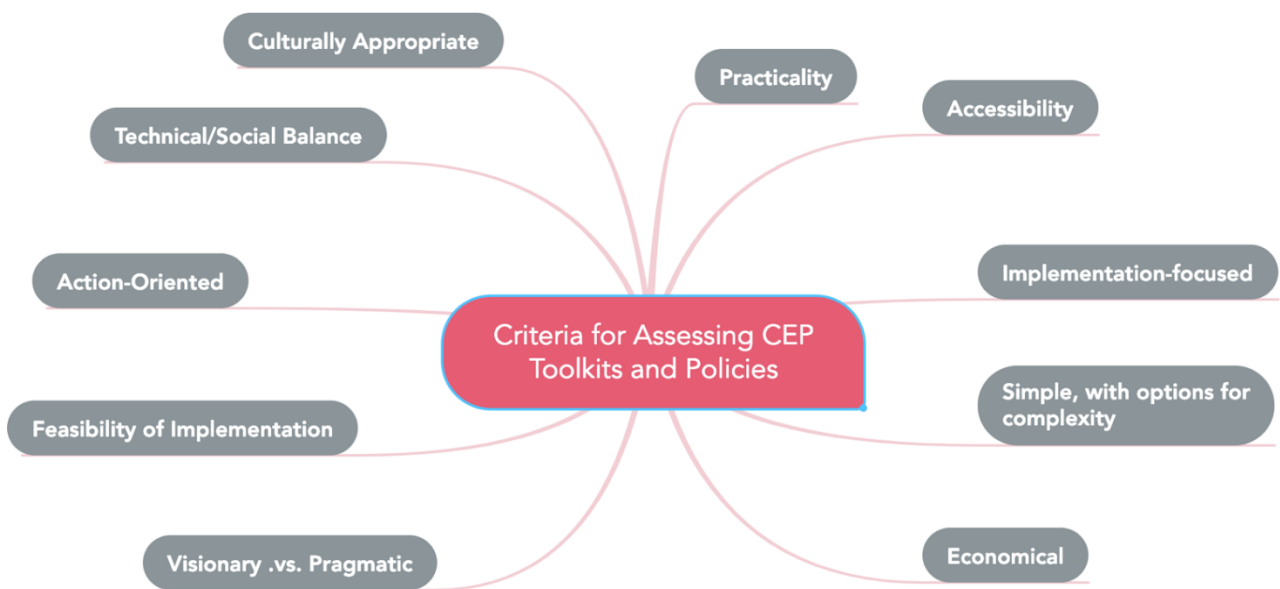 Culturally Appropriate
Practicality
Accessibility
Technical/Social Balance
Action-Oriented
Implementation-focused
Criteria for Assessing CEP
Toolkits and Policies
Simple, with options for
complexity
Feasibility of Implementation
Economical
Visionary .vs. Pragmatic